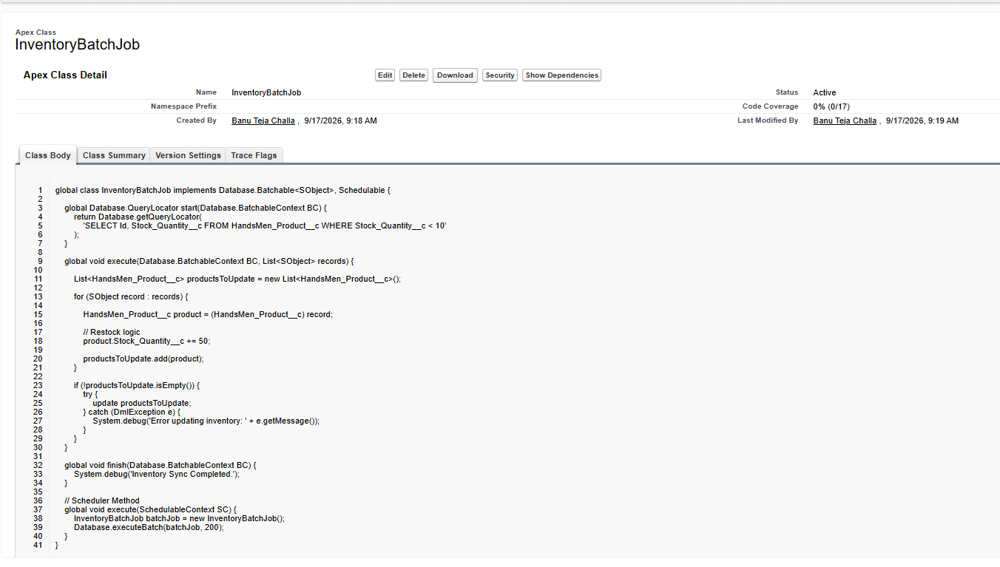 Apex Class
InventoryBatchJob
Apex Class Detail
Edit Delete Download Security Show Dependencies
Name InventoryBatchJob Status Active
Namespace Prefix Code Coverage 0% (0/17)
Created By Banu Teja Challa , 9/17/2026, 9:18 AM Last Modified By Banu Teja Challa , 9/17/2026, 9:19 AM
Class Body Class Summary Version Settings Trace Flags
1 global class InventoryBatchJob implements Database.Batchable<SObject>, Schedulable {
2
3 global Database.QueryLocator start(Database.BatchableContext BC) {
4 return Database.getQueryLocator(
5 'SELECT Id, Stock_Quantity__c FROM HandsMen_Product__c WHERE Stock_Quantity__c < 10'
6 );
7 }
8
9 global void execute(Database.BatchableContext BC, List<SObject> records) {
10
11 List<HandsMen_Product__c> productsToUpdate = new List<HandsMen_Product__c>();
12
13 for (SObject record : records) {
14
15 HandsMen_Product__c product = (HandsMen_Product__c) record;
16
17 // Restock logic
18 product.Stock_Quantity__c += 50;
19
20 productsToUpdate.add(product);
21 }
22
23 if (!productsToUpdate.isEmpty()) {
24 try {
25 update productsToUpdate;
26 } catch (DmlException e) {
27 System.debug('Error updating inventory: ' + e.getMessage());
28 }
29 }
30 }
31
32 global void finish(Database.BatchableContext BC) {
33 System.debug('Inventory Sync Completed.');
34 }
35
36 // Scheduler Method
37 global void execute(SchedulableContext SC) {
38 InventoryBatchJob batchJob = new InventoryBatchJob();
39 Database.executeBatch(batchJob, 200);
40 }
41 }